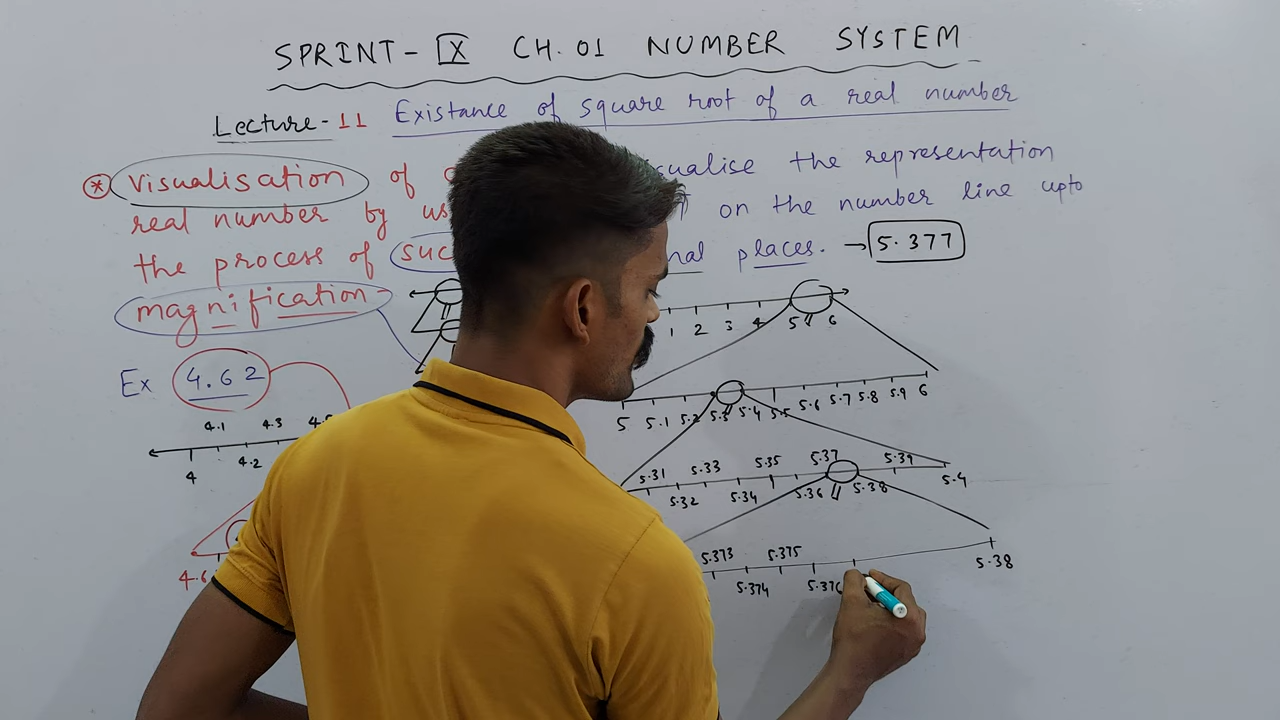 SPRINT- IX CH. 01 NUMBER SYSTEM
Lecture-11 Existance of square root of a real number
* visualisation of
real number by
the process of
magnification
visualise the representation
on the number line upto
places. → 5.377
Ex 4.62
4.1 4.3
4 4.2
1 2 3 4 5 6
5 5.1 5.2 5.3 5.4 5.5 5.6 5.7 5.8 5.9 6
5.31 5.33 5.35 5.37 5.39
5.32 5.34 5.36 5.38 5.4
5.373 5.375
5.374 5.376 5.38